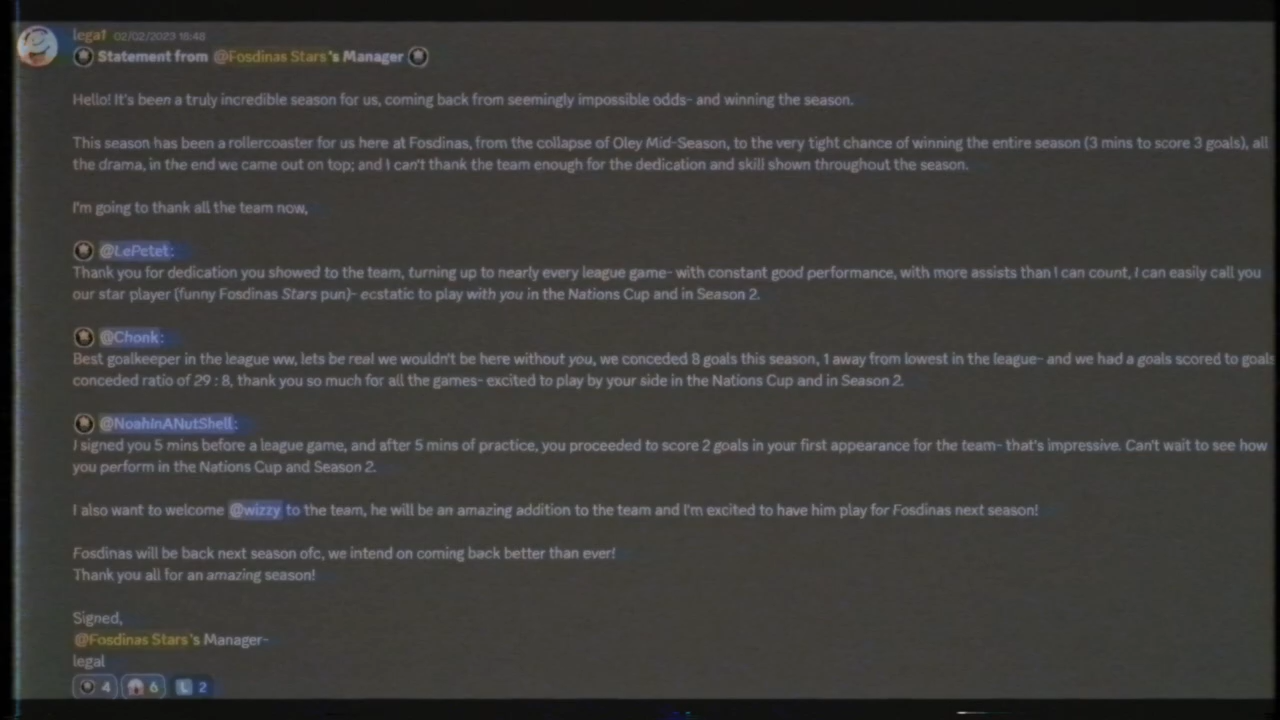 legal 02/02/2023 18:48
Statement from @Fosdinas Stars's Manager
Hello! It's been a truly incredible season for us, coming back from seemingly impossible odds- and winning the season.
This season has been a rollercoaster for us here at Fosdinas, from the collapse of Oley Mid-Season, to the very tight chance of winning the entire season (3 mins to score 3 goals), all
the drama, in the end we came out on top; and I can't thank the team enough for the dedication and skill shown throughout the season.
I'm going to thank all the team now,
@LePetet:
Thank you for dedication you showed to the team, turning up to nearly every league game- with constant good performance, with more assists than I can count, I can easily call you
our star player (funny Fosdinas Stars pun)- ecstatic to play with you in the Nations Cup and in Season 2.
@Chonk:
Best goalkeeper in the league ww, lets be real we wouldn't be here without you, we conceded 8 goals this season, 1 away from lowest in the league- and we had a goals scored to goals
conceded ratio of 29 : 8, thank you so much for all the games- excited to play by your side in the Nations Cup and in Season 2.
@NoahInANutShell:
I signed you 5 mins before a league game, and after 5 mins of practice, you proceeded to score 2 goals in your first appearance for the team- that's impressive. Can't wait to see how
you perform in the Nations Cup and Season 2.
I also want to welcome @wizzy to the team, he will be an amazing addition to the team and I'm excited to have him play for Fosdinas next season!
Fosdinas will be back next season ofc, we intend on coming back better than ever!
Thank you all for an amazing season!
Signed,
@Fosdinas Stars's Manager-
legal
4 6 L 2